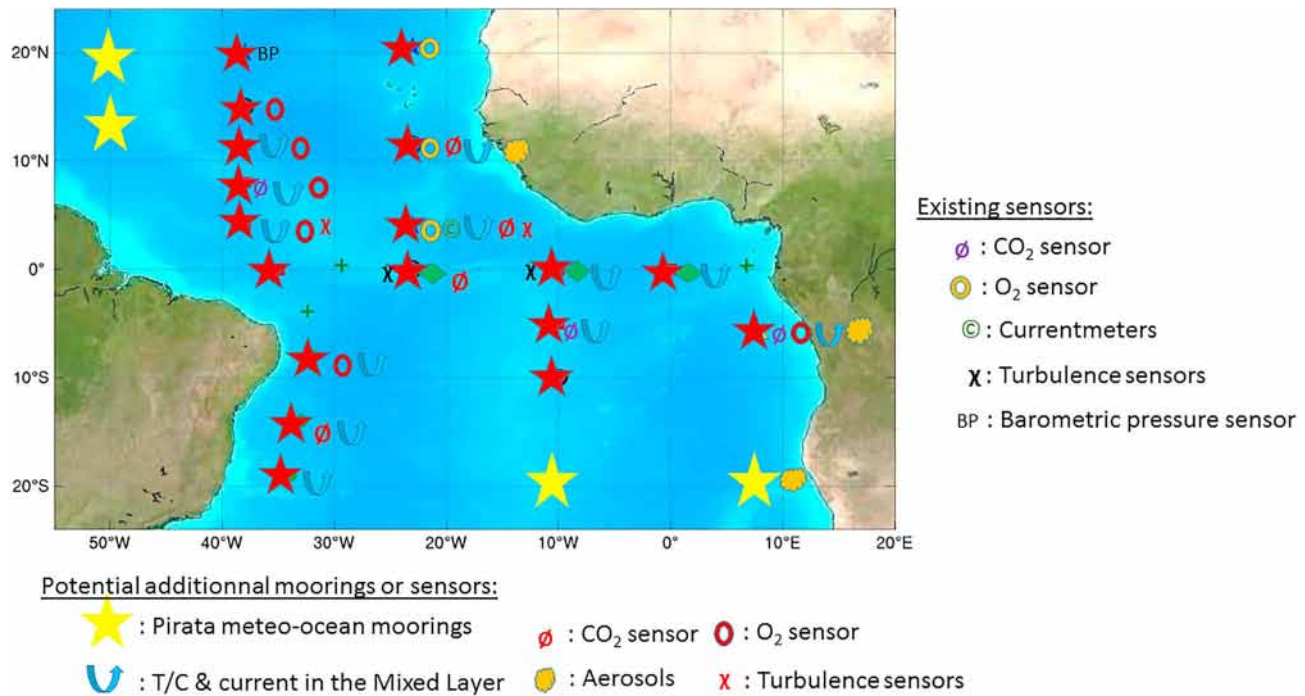 20°N
BP
10°N
0°
10°S
20°S
50°W 40°W 30°W 20°W 10°W 0° 10°E 20°E
Existing sensors:
ø : CO₂ sensor
O : O₂ sensor
© : Currentmeters
χ : Turbulence sensors
BP : Barometric pressure sensor
Potential additionnal moorings or sensors:
: Pirata meteo-ocean moorings
ø : CO₂ sensor
O : O₂ sensor
: T/C & current in the Mixed Layer
: Aerosols
χ : Turbulence sensors